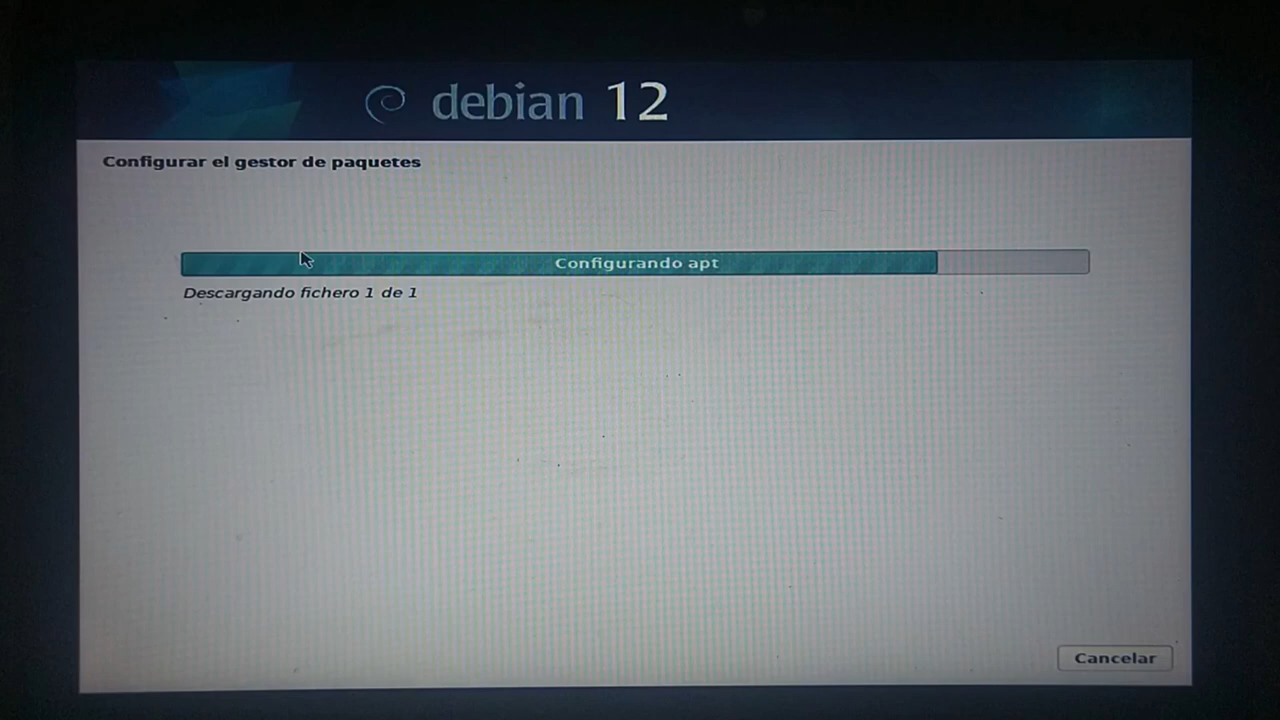 debian 12
Configurar el gestor de paquetes
Configurando apt
Descargando fichero 1 de 1
Cancelar